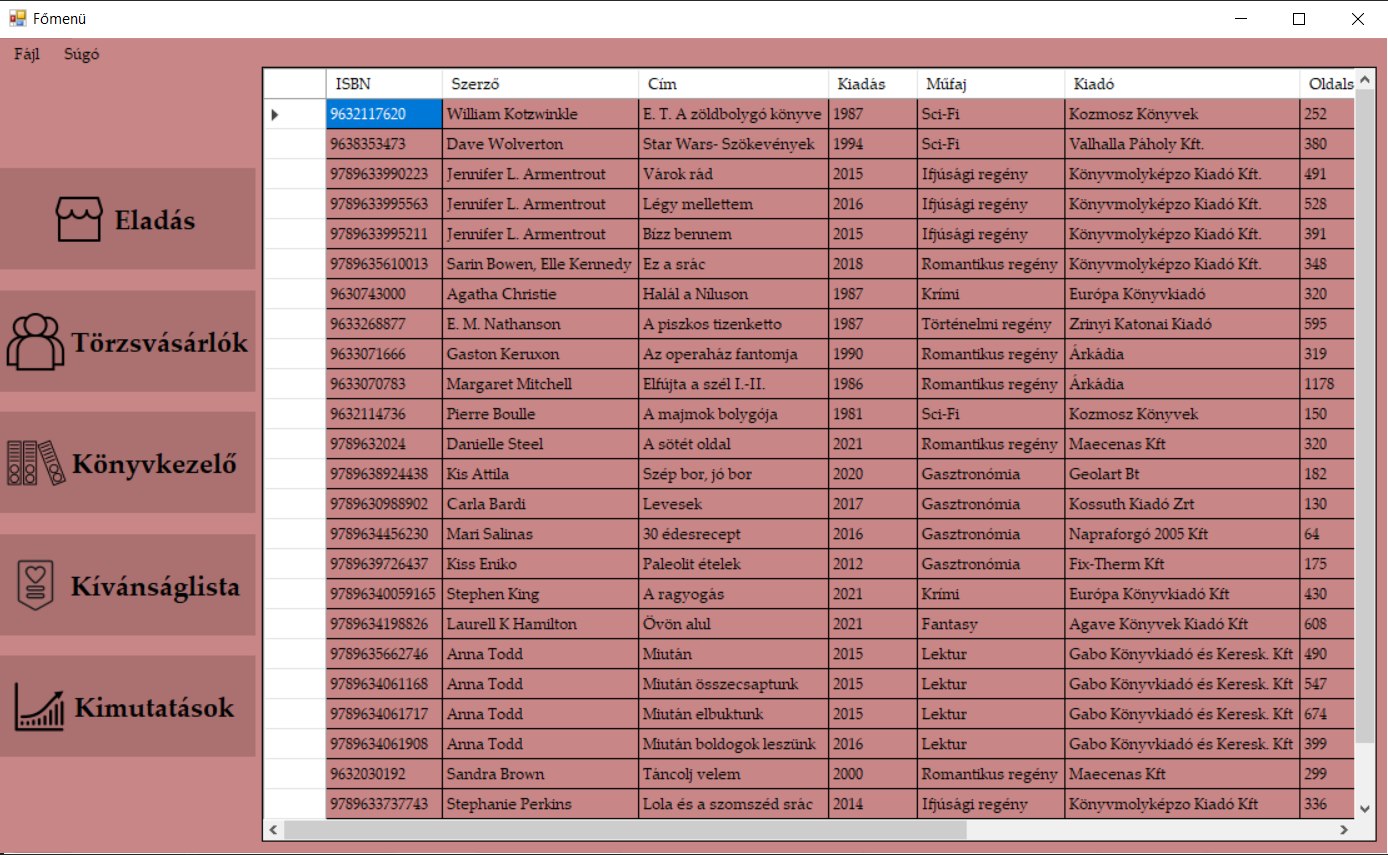 Főmenü
Fájl Súgó
ISBN Szerző Cím Kiadás Műfaj Kiadó Oldals
9632117620 William Kotzwinkle E. T. A zöldbolygó könyve 1987 Sci-Fi Kozmosz Könyvek 252
9638353473 Dave Wolverton Star Wars- Szökevények 1994 Sci-Fi Valhalla Páholy Kft. 380
9789633990223 Jennifer L. Armentrout Várok rád 2015 Ifjúsági regény Könyvmolyképzo Kiadó Kft. 491
9789633995563 Jennifer L. Armentrout Légy mellettem 2016 Ifjúsági regény Könyvmolyképzo Kiadó Kft. 528
9789633995211 Jennifer L. Armentrout Bízz bennem 2015 Ifjúsági regény Könyvmolyképzo Kiadó Kft. 391
9789635610013 Sarin Bowen, Elle Kennedy Ez a srác 2018 Romantikus regény Könyvmolyképzo Kiadó Kft. 348
9630743000 Agatha Christie Halál a Níluson 1987 Krími Európa Könyvkiadó 320
9633268877 E. M. Nathanson A piszkos tizenketto 1987 Történelmi regény Zrinyi Katonai Kiadó 595
9633071666 Gaston Keruxon Az operaház fantomja 1990 Romantikus regény Árkádia 319
9633070783 Margaret Mitchell Elfújta a szél I.-II. 1986 Romantikus regény Árkádia 1178
9632114736 Pierre Boulle A majmok bolygója 1981 Sci-Fi Kozmosz Könyvek 150
9789632024 Danielle Steel A sötét oldal 2021 Romantikus regény Maecenas Kft 320
9789638924438 Kis Attila Szép bor, jó bor 2020 Gasztronómia Geolart Bt 182
9789630988902 Carla Bardi Levesek 2017 Gasztronómia Kossuth Kiadó Zrt 130
9789634456230 Mari Salinas 30 édesrecept 2016 Gasztronómia Napraforgó 2005 Kft 64
9789639726437 Kiss Eniko Paleolit ételek 2012 Gasztronómia Fix-Therm Kft 175
97896340059165 Stephen King A ragyogás 2021 Krími Európa Könyvkiadó Kft 430
9789634198826 Laurell K Hamilton Övön alul 2021 Fantasy Agave Könyvek Kiadó Kft 608
9789635662746 Anna Todd Miután 2015 Lektur Gabo Könyvkiadó és Keresk. Kft 490
9789634061168 Anna Todd Miután összecsaptunk 2015 Lektur Gabo Könyvkiadó és Keresk. Kft 547
9789634061717 Anna Todd Miután elbuktunk 2015 Lektur Gabo Könyvkiadó és Keresk. Kft 674
9789634061908 Anna Todd Miután boldogok leszünk 2016 Lektur Gabo Könyvkiadó és Keresk. Kft 399
9632030192 Sandra Brown Táncolj velem 2000 Romantikus regény Maecenas Kft 299
9789633737743 Stephanie Perkins Lola és a szomszéd srác 2014 Ifjúsági regény Könyvmolyképzo Kiadó Kft 336
Eladás
Törzsvásárlók
Könyvkezelő
Kívánságlista
Kimutatások